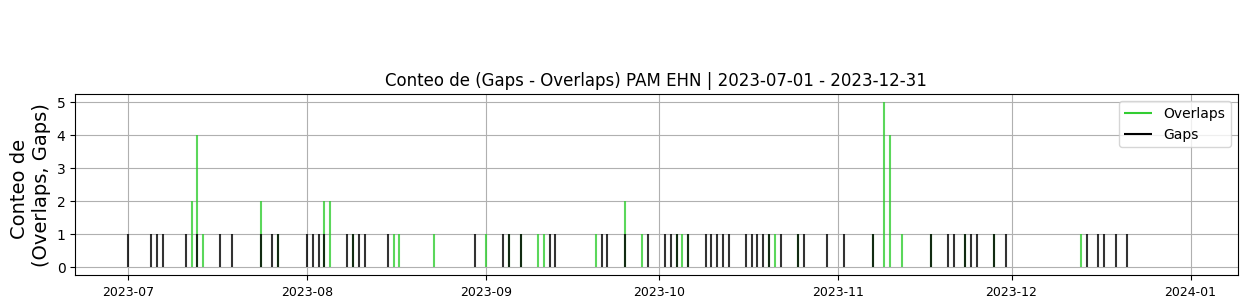 Conteo de (Gaps - Overlaps) PAM EHN | 2023-07-01 - 2023-12-31
Conteo de
(Overlaps, Gaps)
5
4
3
2
1
0
Overlaps
Gaps
2023-07
2023-08
2023-09
2023-10
2023-11
2023-12
2024-01